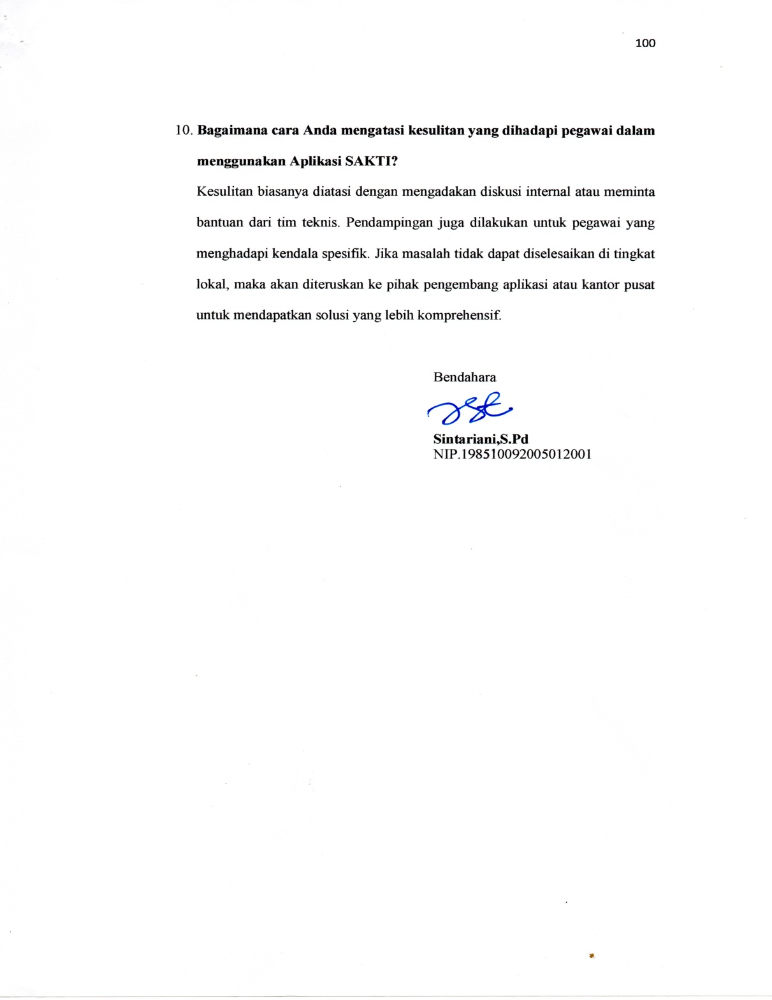 100
10. Bagaimana cara Anda mengatasi kesulitan yang dihadapi pegawai dalam
menggunakan Aplikasi SAKTI?
Kesulitan biasanya diatasi dengan mengadakan diskusi internal atau meminta
bantuan dari tim teknis. Pendampingan juga dilakukan untuk pegawai yang
menghadapi kendala spesifik. Jika masalah tidak dapat diselesaikan di tingkat
lokal, maka akan diteruskan ke pihak pengembang aplikasi atau kantor pusat
untuk mendapatkan solusi yang lebih komprehensif.
Bendahara
Sintariani,S.Pd
NIP.198510092005012001